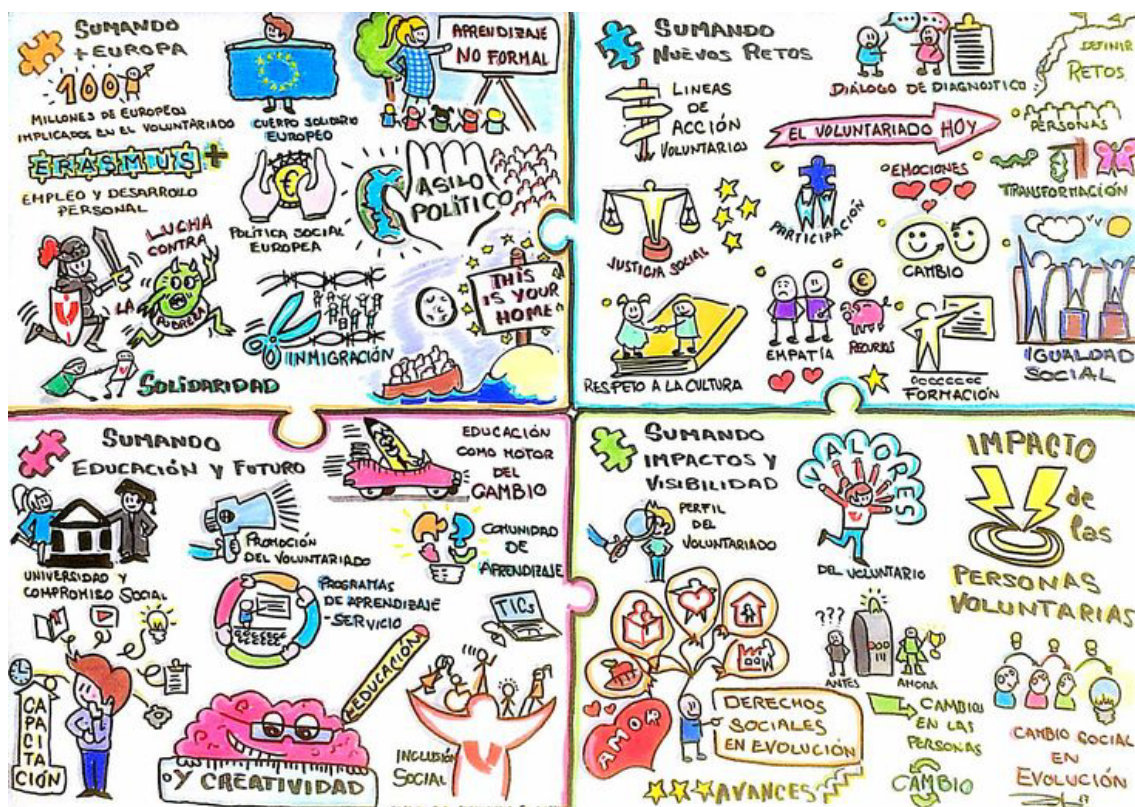 SUMANDO
+ EUROPA
100
MILLONES DE EUROPEOS
IMPLICADOS EN EL VOLUNTARIADO
ERASMUS+
EMPLEO Y DESARROLLO
PERSONAL
CUERPO SOLIDARIO
EUROPEO
APRENDIZAJE
NO FORMAL
€
POLÍTICA SOCIAL
EUROPEA
ASILO
POLÍTICO
LUCHA
CONTRA
LA
POBREZA
SOLIDARIDAD
INMIGRACIÓN
THIS
IS YOUR
HOME
SUMANDO
NUEVOS RETOS
LINEAS
DE
ACCIÓN
VOLUNTARIOS
DIÁLOGO DE DIAGNOSTICO
DEFINIR
RETOS
EL VOLUNTARIADO HOY
PERSONAS
TRANSFORMACIÓN
JUSTICIA SOCIAL
PARTICIPACIÓN
EMOCIONES
CAMBIO
RESPETO A LA CULTURA
EMPATÍA
€
RECURSOS
FORMACIÓN
IGUALDAD
SOCIAL
SUMANDO
EDUCACIÓN Y FUTURO
UNIVERSIDAD Y
COMPROMISO SOCIAL
PROMOCIÓN
DEL VOLUNTARIADO
EDUCACIÓN
COMO MOTOR
DEL
CAMBIO
COMUNIDAD
DE
APRENDIZAJE
PROGRAMAS
DE APRENDIZAJE
-SERVICIO
TICs
CAPACITACIÓN
EDUCACIÓN
Y CREATIVIDAD
INCLUSIÓN
SOCIAL
SUMANDO
IMPACTOS Y
VISIBILIDAD
PERFIL
DEL
VOLUNTARIADO
VALORES
DEL VOLUNTARIO
IMPACTO
de
las
PERSONAS
VOLUNTARIAS
???
ANTES
AHORA
AMOR
DERECHOS
SOCIALES
EN EVOLUCIÓN
AVANCES
CAMBIOS
EN LAS
PERSONAS
CAMBIO
CAMBIO SOCIAL
EN
EVOLUCIÓN